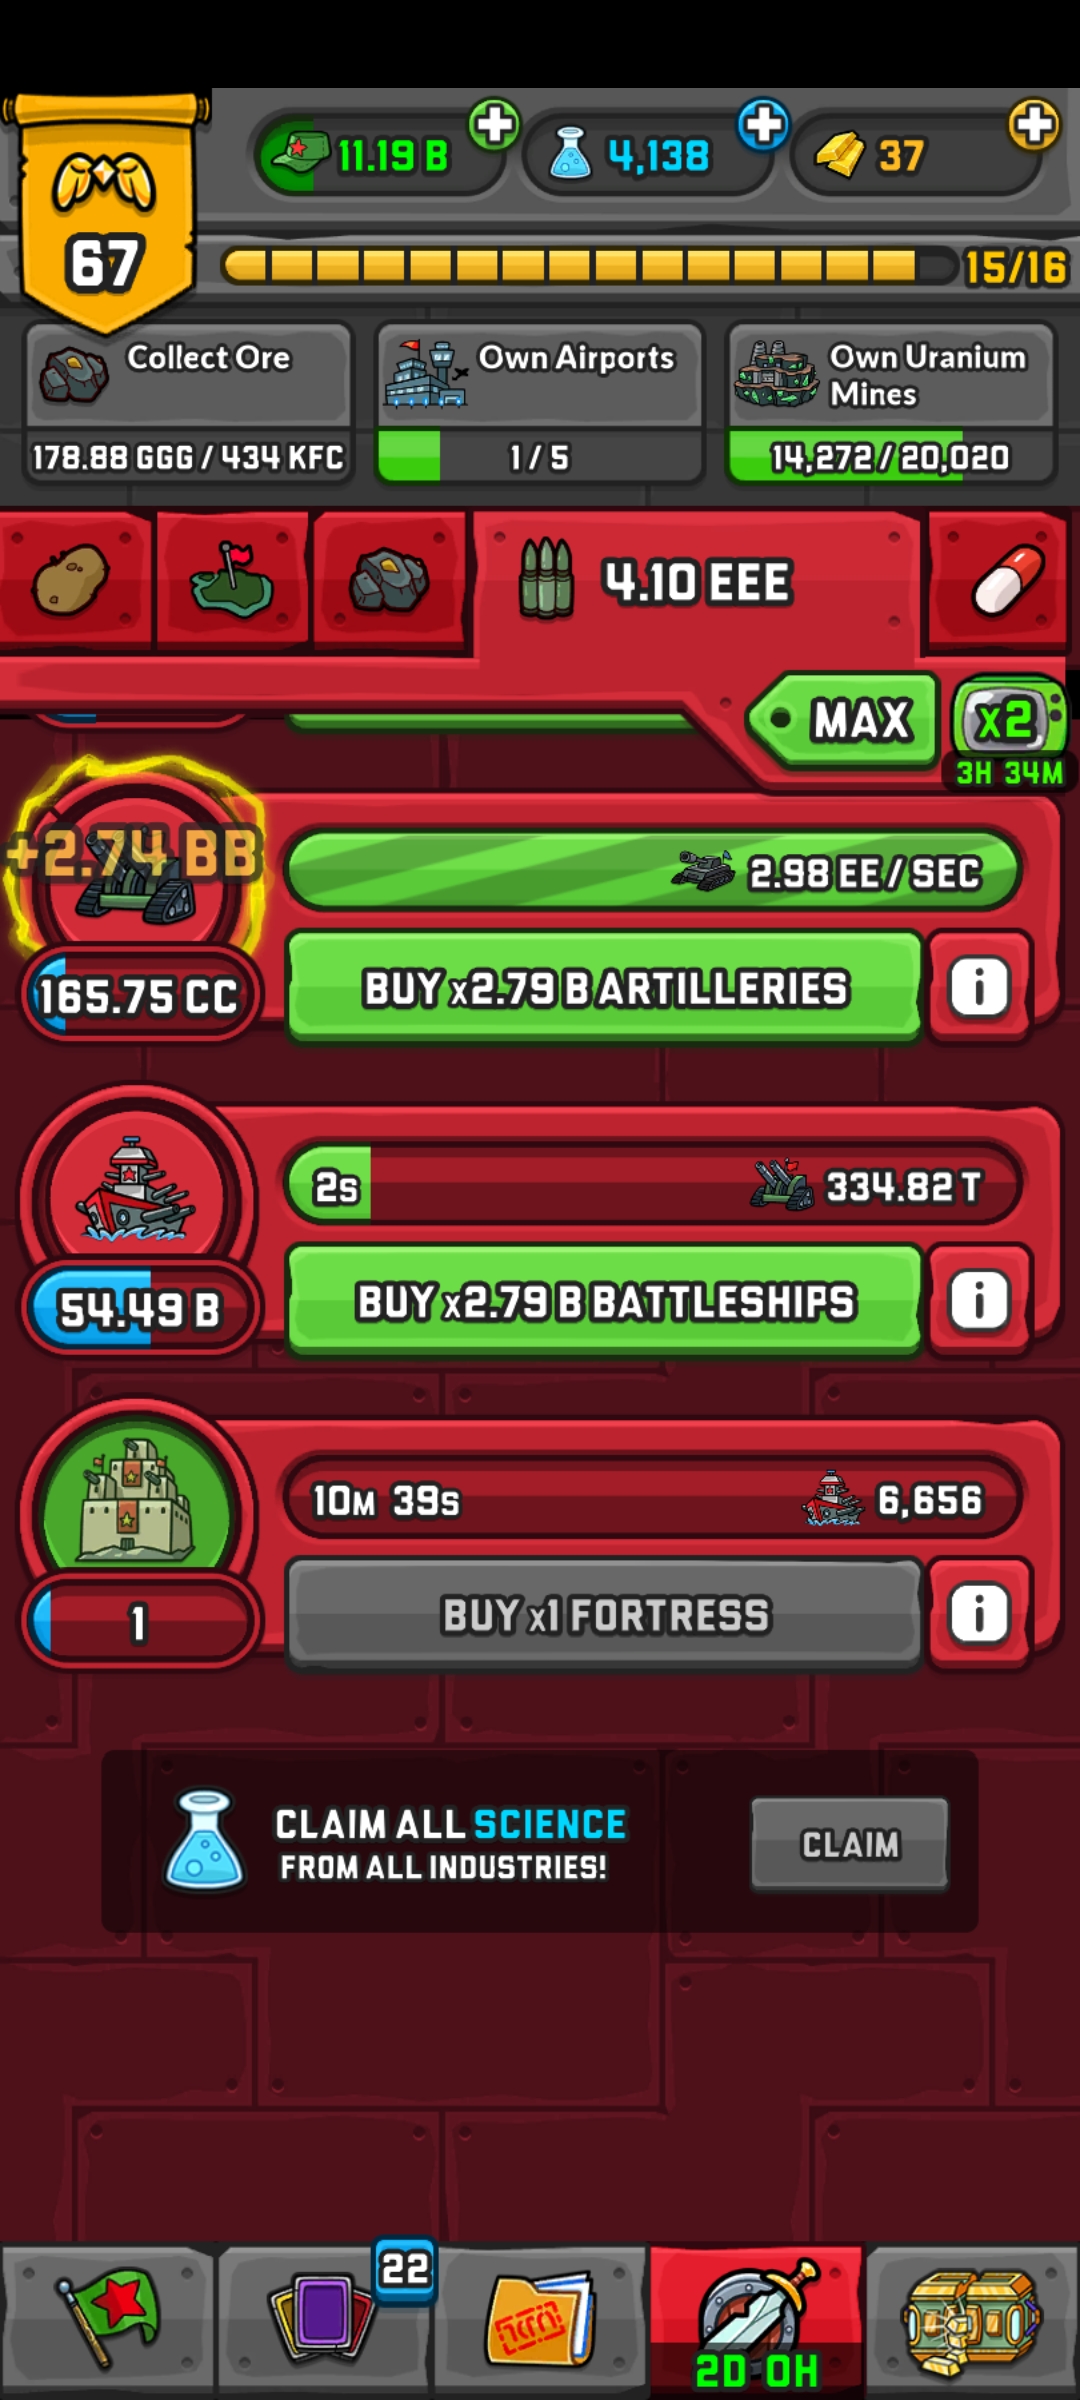 11.19 B
4,138
37
67
15/16
Collect Ore
178.88 GGG / 434 KFC
Own Airports
1 / 5
Own Uranium
Mines
14,272 / 20,020
4.10 EEE
MAX
x2
3H 34M
+2.74 BB
2.98 EE / SEC
165.75 CC
BUY x2.79 B ARTILLERIES
i
2s
334.82 T
54.49 B
BUY x2.79 B BATTLESHIPS
i
10M 39s
6,656
1
BUY x1 FORTRESS
i
CLAIM ALL SCIENCE
FROM ALL INDUSTRIES!
CLAIM
22
2D 0H